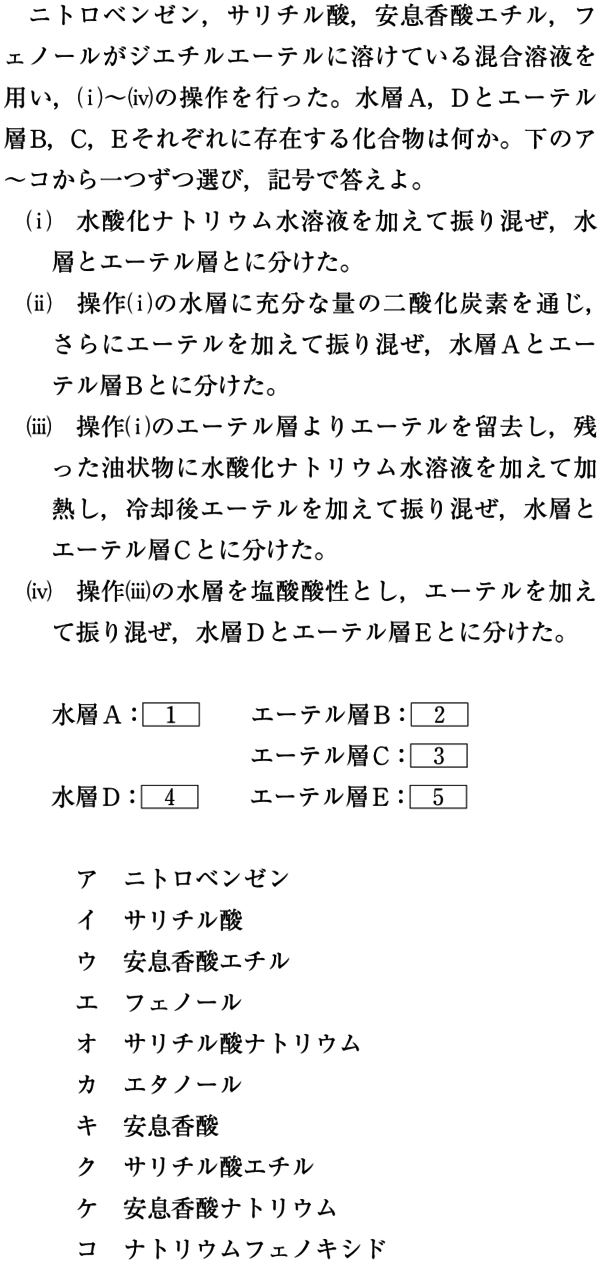 ニトロベンゼン，サリチル酸，安息香酸エチル，フ
ェノールがジエチルエーテルに溶けている混合溶液を
用い，(ⅰ)～(ⅳ)の操作を行った。水層A，Dとエーテル
層B，C，Eそれぞれに存在する化合物は何か。下のア
～コから一つずつ選び，記号で答えよ。
(ⅰ) 水酸化ナトリウム水溶液を加えて振り混ぜ，水
層とエーテル層とに分けた。
(ⅱ) 操作(ⅰ)の水層に充分な量の二酸化炭素を通じ，
さらにエーテルを加えて振り混ぜ，水層Aとエー
テル層Bとに分けた。
(ⅲ) 操作(ⅰ)のエーテル層よりエーテルを留去し，残
った油状物に水酸化ナトリウム水溶液を加えて加
熱し，冷却後エーテルを加えて振り混ぜ，水層と
エーテル層Cとに分けた。
(ⅳ) 操作(ⅲ)の水層を塩酸酸性とし，エーテルを加え
て振り混ぜ，水層Dとエーテル層Eとに分けた。
水層A：1 エーテル層B：2
エーテル層C：3
水層D：4 エーテル層E：5
ア ニトロベンゼン
イ サリチル酸
ウ 安息香酸エチル
エ フェノール
オ サリチル酸ナトリウム
カ エタノール
キ 安息香酸
ク サリチル酸エチル
ケ 安息香酸ナトリウム
コ ナトリウムフェノキシド